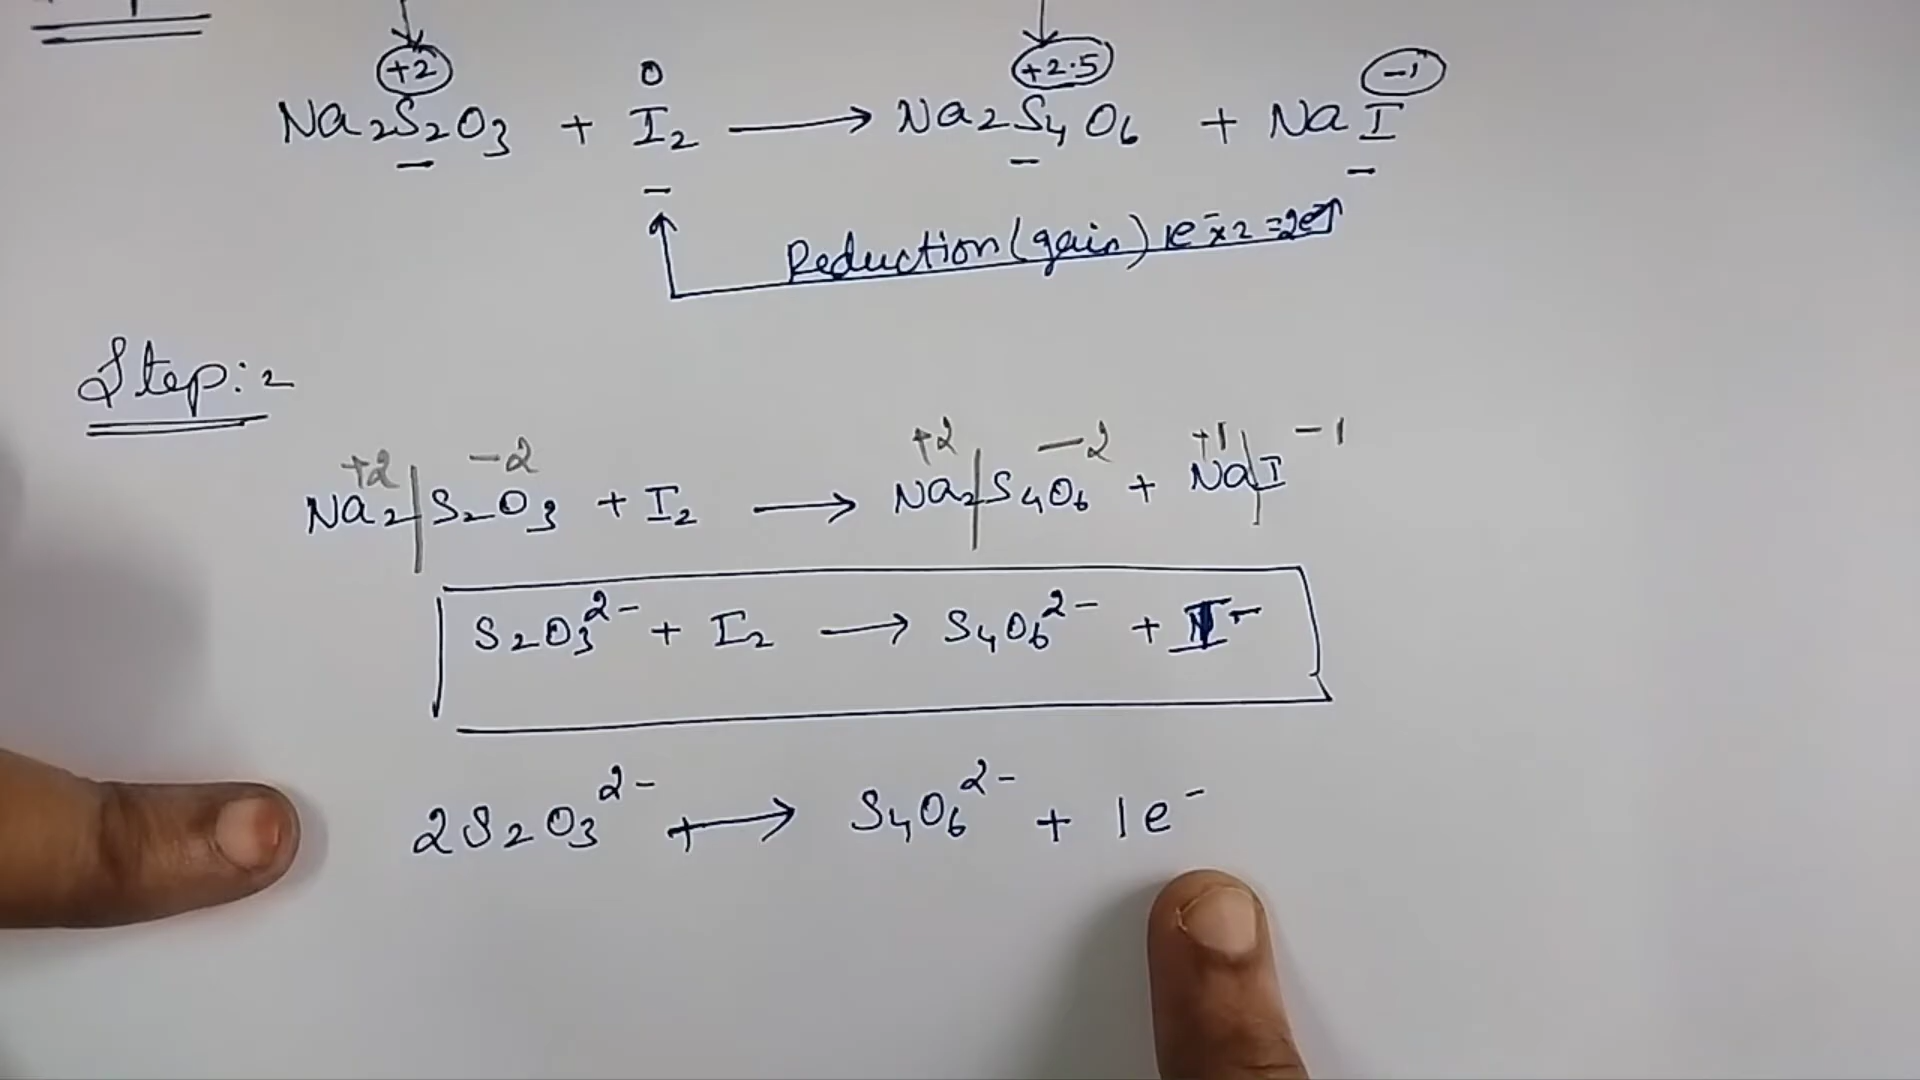 +2 0 +2.5 -1
Na2S2O3 + I2 → Na2S4O6 + NaI
Reduction (gain) 1e⁻ x 2 = 2e⁻
Step: 2
+2 -2 +2 -2 +1 -1
Na2|S2O3 + I2 → Na2|S4O6 + Na|I
S2O3²⁻ + I2 → S4O6²⁻ + I⁻
2S2O3²⁻ → S4O6²⁻ + 1e⁻